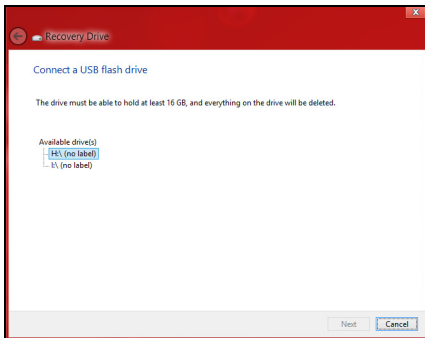 Recovery Drive
Connect a USB flash drive
The drive must be able to hold at least 16 GB, and everything on the drive will be deleted.
Available drive(s)
H:\ (no label)
I:\ (no label)
Next
Cancel